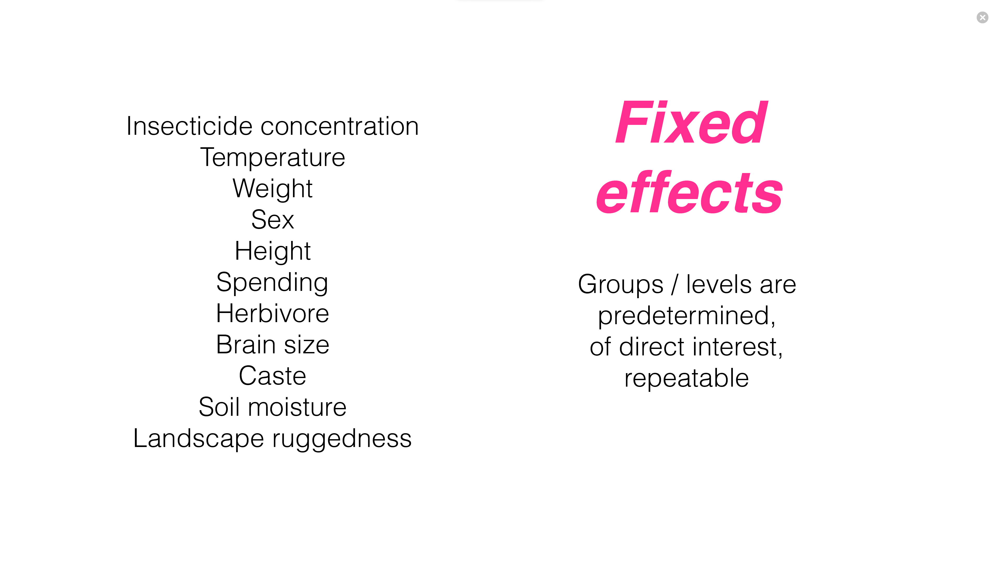 Insecticide concentration
Temperature
Weight
Sex
Height
Spending
Herbivore
Brain size
Caste
Soil moisture
Landscape ruggedness
Fixed
effects
Groups / levels are
predetermined,
of direct interest,
repeatable